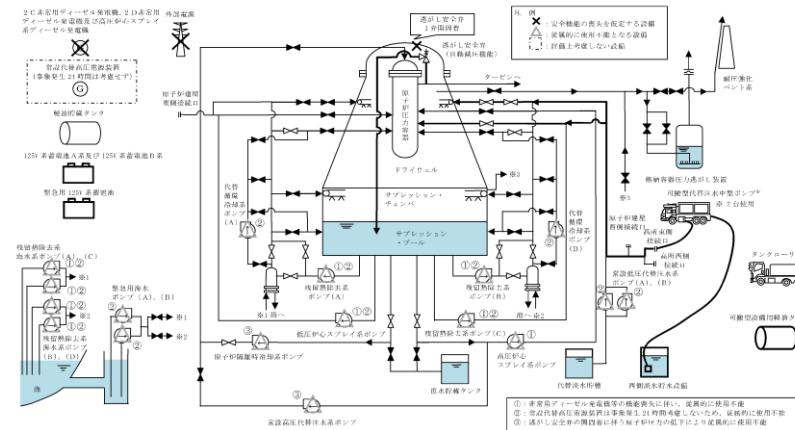 2C非常用ディーゼル発電機，2D非常用
ディーゼル発電機及び高圧炉心スプレイ
系ディーゼル発電機
外部電源
常設代替高圧電源装置
（事象発生24時間は考慮せず）
G
軽油貯蔵タンク
125V系蓄電池A系及び125V系蓄電池B系
緊急用125V系蓄電池
残留熱除去系
海水系ポンプ(A)，(C)
①②
※1
①②
①②
※2
①②
残留熱除去系
海水系ポンプ
(B)，(D)
海
緊急用海水
ポンプ(A)，(B)
②
※1
※2
②
原子炉建屋
東側接続口
逃がし安全弁
1弁開固着
逃がし安全弁
（自動減圧機能）
凡 例
：安全機能の喪失を仮定する設備
：従属的に使用不能となる設備
：評価上考慮しない設備
タービンへ
原子炉圧力容器
ドライウェル
サプレッション・
チェンバ
サプレッション
・プール
※3
代替
循環
冷却系
ポンプ
(A)
②
代替
循環
冷却系
ポンプ
(B)
②
①②
残留熱除去系
ポンプ(A)
①②
残留熱除去系
ポンプ(B)
※1
※2
①②
低圧炉心スプレイ系ポンプ
①②
残留熱除去系ポンプ(C)
③
原子炉隔離時冷却系ポンプ
①
高圧炉心
スプレイ系ポンプ
復水貯蔵タンク
③
常設高圧代替注水系ポンプ
耐圧強化
ベント系
格納容器圧力逃がし装置
※3
可搬型代替注水中型ポンプ※
※ 2台使用
原子炉建屋
西側接続口
高所東側
接続口
高所西側
接続口
常設低圧代替注水系
ポンプ(A)，(B)
②
②
代替淡水貯槽
西側淡水貯水設備
タンクローリ
可搬型設備用軽油タ
①：非常用ディーゼル発電機等の機能喪失に伴い，従属的に使用不能
②：常設代替高圧電源装置は事象発生24時間考慮しないため，従属的に使用不能
③：逃がし安全弁の開固着に伴う原子炉圧力の低下により従属的に使用不能